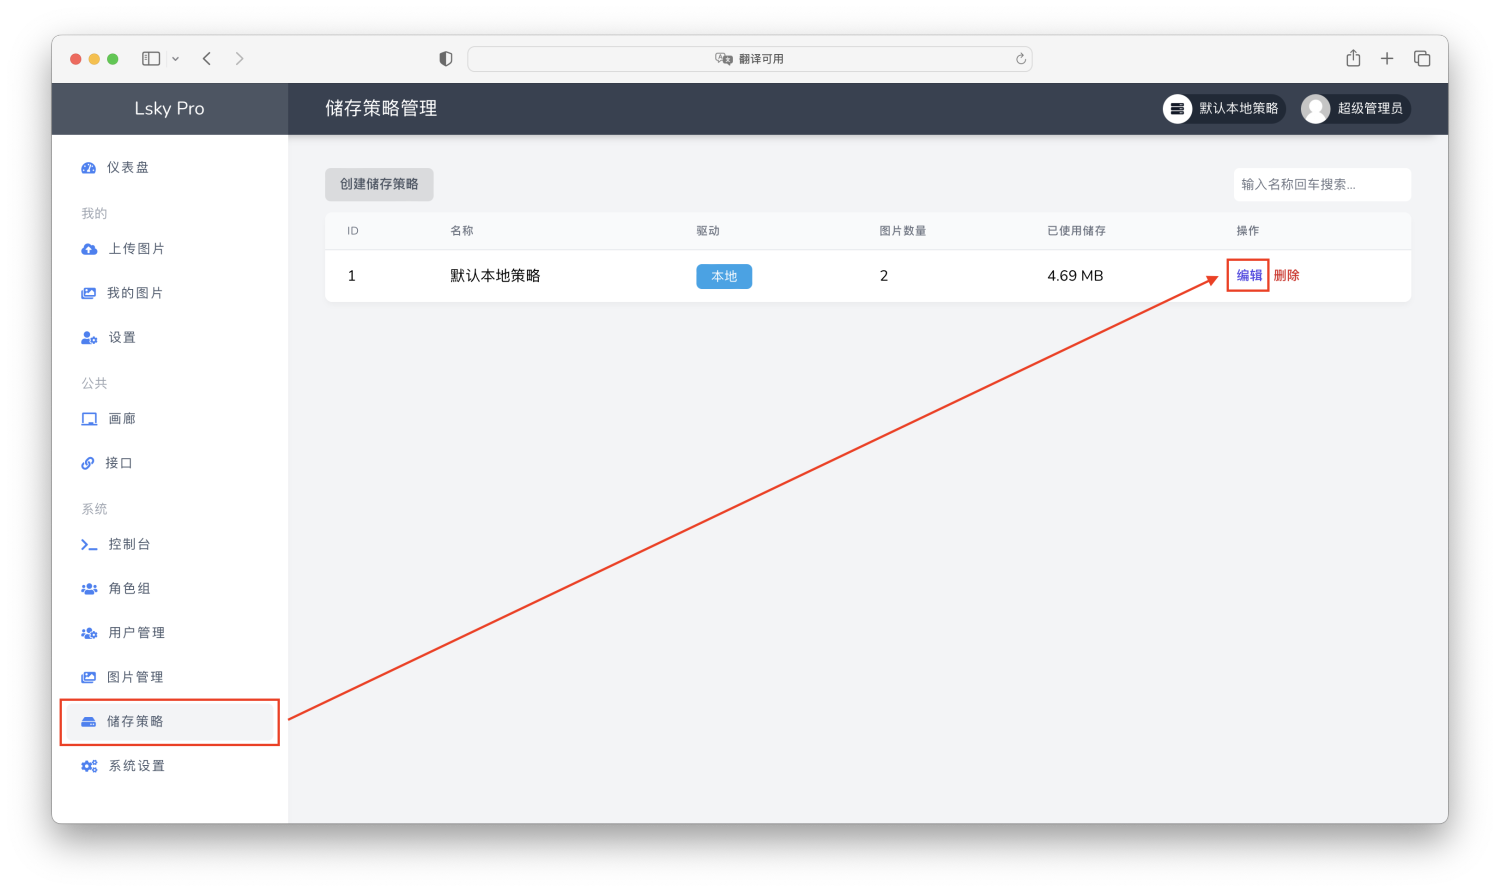 翻译可用
Lsky Pro
储存策略管理
默认本地策略
超级管理员
仪表盘
我的
上传图片
我的图片
设置
公共
画廊
接口
系统
控制台
角色组
用户管理
图片管理
储存策略
系统设置
创建储存策略
输入名称回车搜索...
ID 名称 驱动 图片数量 已使用储存 操作
1 默认本地策略 本地 2 4.69 MB 编辑 删除